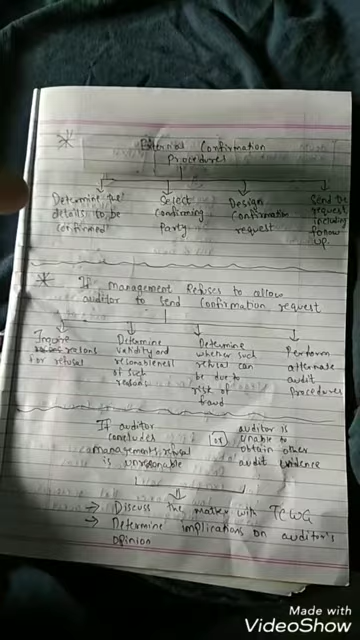 External Confirmation
Procedures
Determine the
details to be
confirmed
Select
confirming
Party
Design
Confirmation
request
Send the
request
including
follow
up.
If management Refuses to allow
auditor to send confirmation request
Inquire
reasons
for refusal
Determine
validity and
resonableness
of such
reasons
Determine
whether such
refusal can
be due to
risk of
fraud
Perform
alternate
audit
Procedures
If auditor
concludes
managements refusal
is unresonable
(or)
auditor is
unable to
obtain other
audit evidence
→ Discuss the matter with TCWG
→ Determine implications on auditor's
opinion
Made with
VideoShow